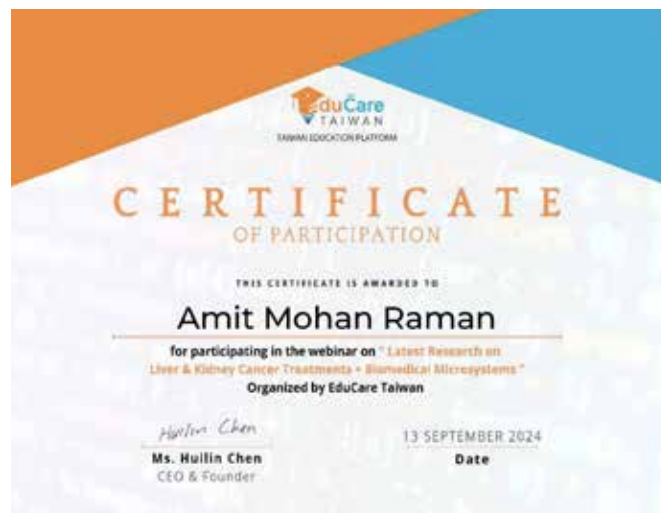 EduCare
TAIWAN
TAIWAN EDUCATION PLATFORM
CERTIFICATE
OF PARTICIPATION
THIS CERTIFICATE IS AWARDED TO
Amit Mohan Raman
for participating in the webinar on " Latest Research on
Liver & Kidney Cancer Treatments + Biomedical Microsystems "
Organized by EduCare Taiwan
Huilin Chen
13 SEPTEMBER 2024
Ms. Huilin Chen
Date
CEO & Founder